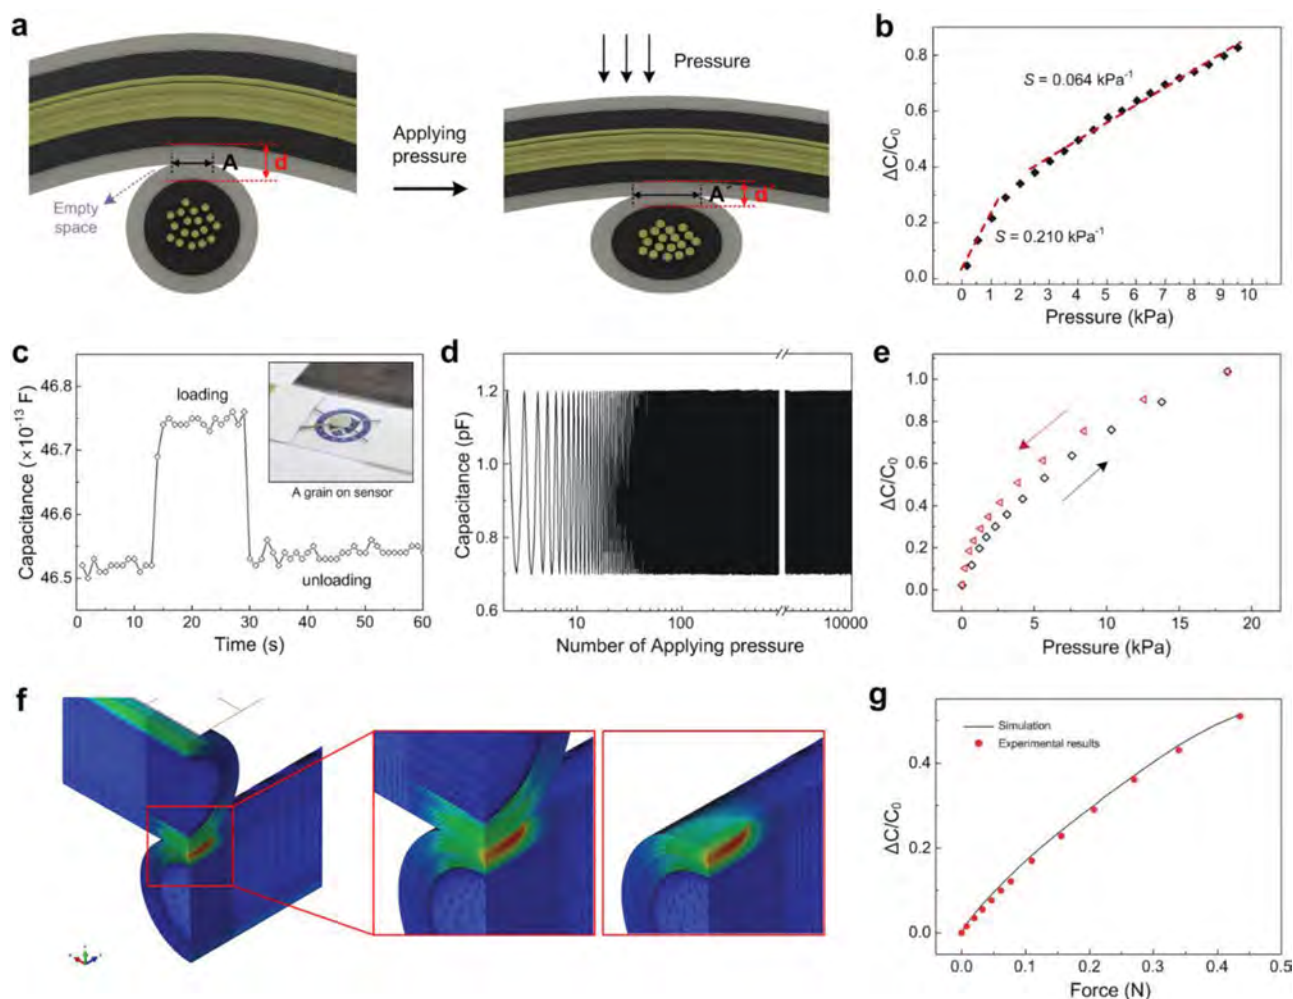 a
Pressure
Applying
pressure
A
d
A´
d´
Empty
space
b
0.8
0.6
0.4
0.2
0.0
ΔC/C₀
S = 0.064 kPa⁻¹
S = 0.210 kPa⁻¹
0 1 2 3 4 5 6 7 8 9 10
Pressure (kPa)
c
46.8
46.7
46.6
46.5
Capacitance (×10⁻¹³ F)
loading
A grain on sensor
unloading
0 10 20 30 40 50 60
Time (s)
d
1.2
1.0
0.8
0.6
Capacitance (pF)
10 100 10000
Number of Applying pressure
e
1.0
0.8
0.6
0.4
0.2
0.0
ΔC/C₀
0 5 10 15 20
Pressure (kPa)
f
g
Simulation
Experimental results
0.4
0.2
0.0
ΔC/C₀
0.0 0.1 0.2 0.3 0.4 0.5
Force (N)